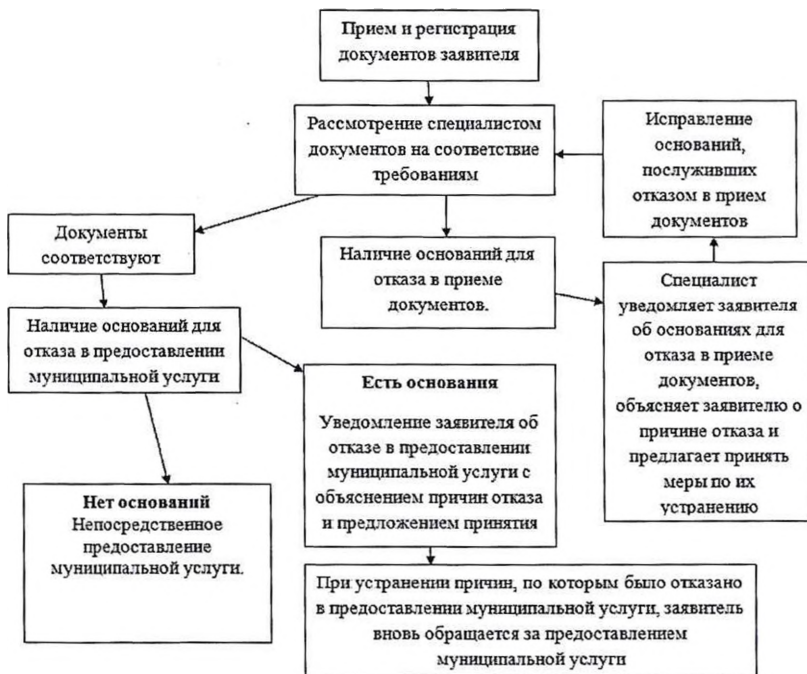 Прием и регистрация
документов заявителя
Рассмотрение специалистом
документов на соответствие
требованиям
Исправление
оснований,
послуживших
отказом в прием
документов
Документы
соответствуют
Наличие оснований для
отказа в приеме
документов.
Специалист
уведомляет заявителя
об основаниях для
отказа в приеме
документов,
объясняет заявителю о
причине отказа и
предлагает принять
меры по их
устранению
Наличие оснований для
отказа в предоставлении
муниципальной услуги
Есть основания
Уведомление заявителя об
отказе в предоставлении
муниципальной услуги с
объяснением причин отказа
и предложением принятия
Нет оснований
Непосредственное
предоставление
муниципальной услуги.
При устранении причин, по которым было отказано
в предоставлении муниципальной услуги, заявитель
вновь обращается за предоставлением
муниципальной услуги